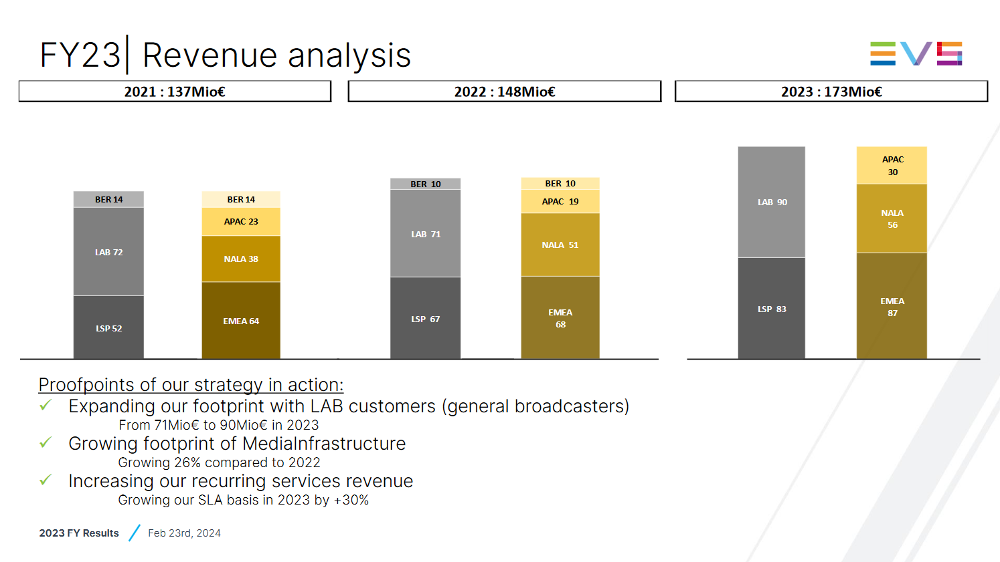 FY23| Revenue analysis
EVS
2021 : 137Mio€
2022 : 148Mio€
2023 : 173Mio€
BER 14
LAB 72
LSP 52
BER 14
APAC 23
NALA 38
EMEA 64
BER 10
LAB 71
LSP 67
BER 10
APAC 19
NALA 51
EMEA
68
LAB 90
LSP 83
APAC
30
NALA
56
EMEA
87
Proofpoints of our strategy in action:
✓ Expanding our footprint with LAB customers (general broadcasters)
From 71Mio€ to 90Mio€ in 2023
✓ Growing footprint of MediaInfrastructure
Growing 26% compared to 2022
✓ Increasing our recurring services revenue
Growing our SLA basis in 2023 by +30%
2023 FY Results / Feb 23rd, 2024